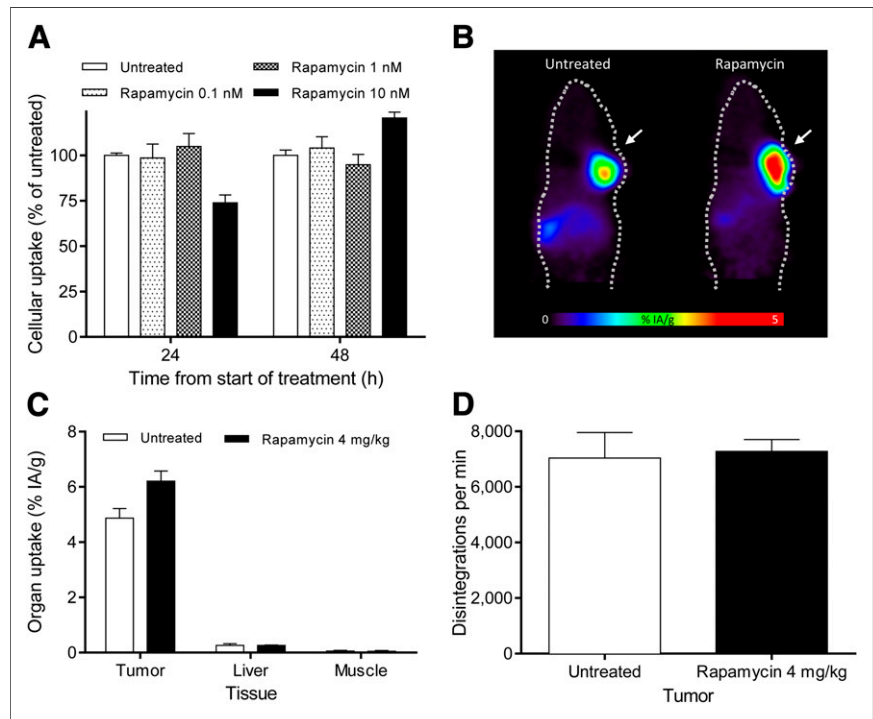 A
Untreated
Rapamycin 1 nM
Rapamycin 0.1 nM
Rapamycin 10 nM
Cellular uptake (% of untreated)
100
75
50
25
0
24
48
Time from start of treatment (h)
B
Untreated
Rapamycin
0
% IA/g
5
C
Untreated
Rapamycin 4 mg/kg
Organ uptake (% IA/g)
8
6
4
2
0
Tumor
Liver
Muscle
Tissue
D
Disintegrations per min
8,000
6,000
4,000
2,000
0
Untreated
Rapamycin 4 mg/kg
Tumor